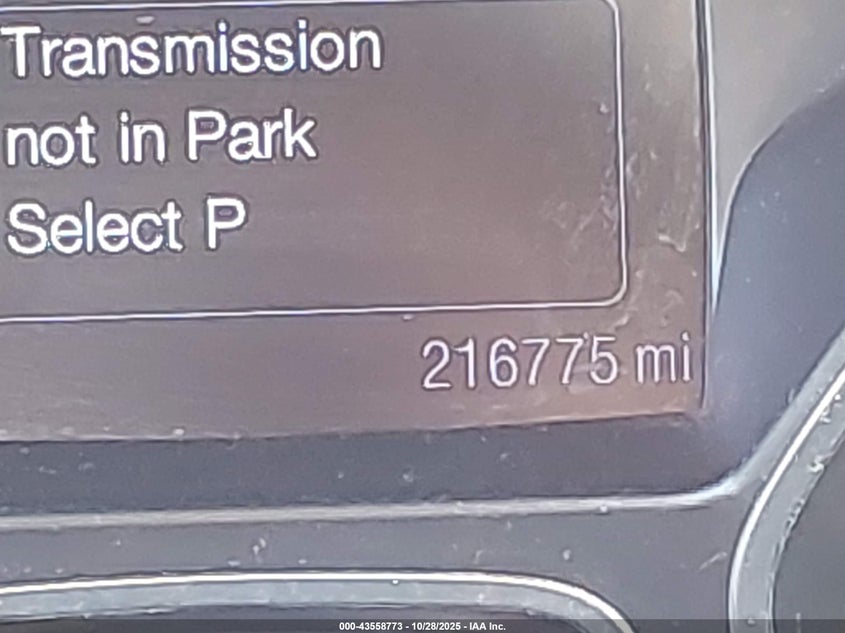 Transmission
not in Park
Select P
216775 mi
000-43558773 - 10/28/2025 - IAA Inc.